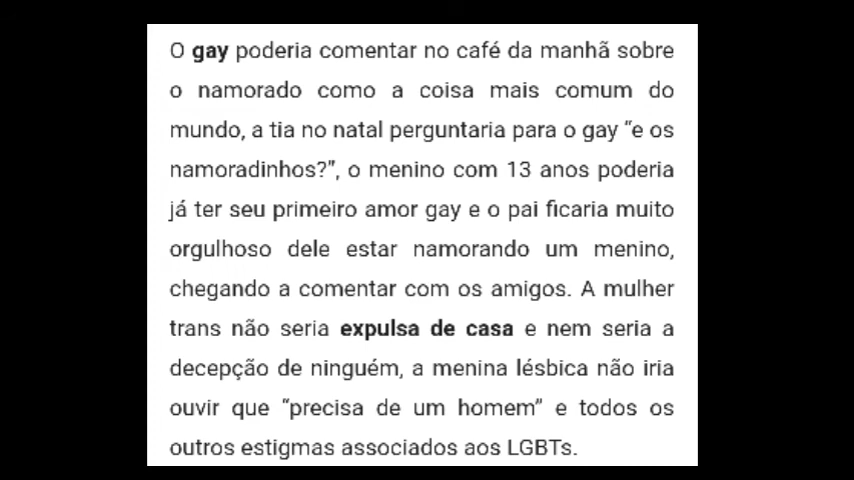 O gay poderia comentar no café da manhã sobre
o namorado como a coisa mais comum do
mundo, a tia no natal perguntaria para o gay “e os
namoradinhos?”, o menino com 13 anos poderia
já ter seu primeiro amor gay e o pai ficaria muito
orgulhoso dele estar namorando um menino,
chegando a comentar com os amigos. A mulher
trans não seria expulsa de casa e nem seria a
decepção de ninguém, a menina lésbica não iria
ouvir que “precisa de um homem” e todos os
outros estigmas associados aos LGBTs.